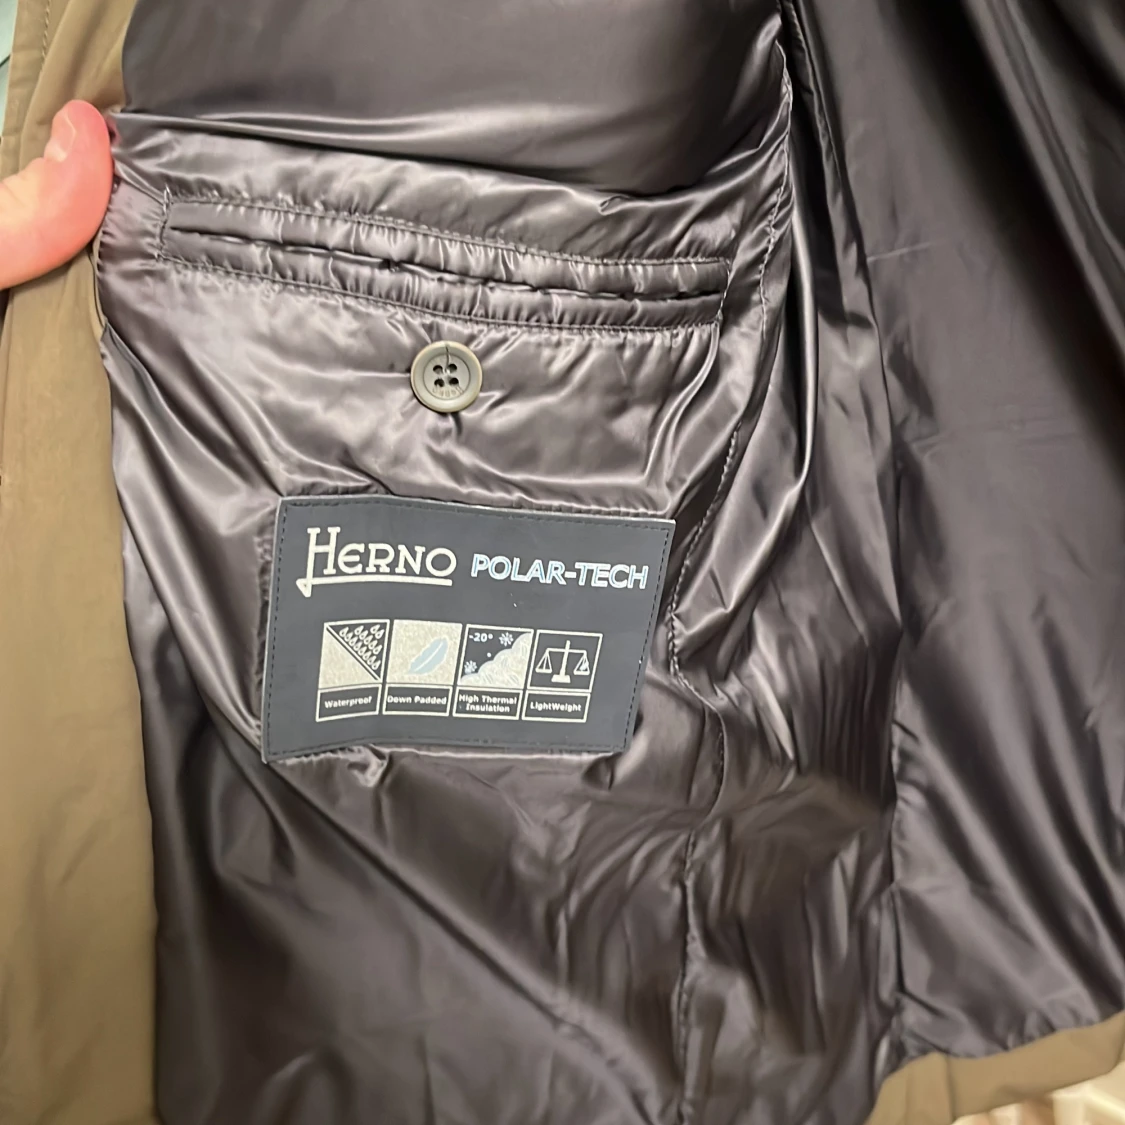 HERNO POLAR-TECH
-20°
Waterproof
Down Padded
High Thermal
Insulation
LightWeight